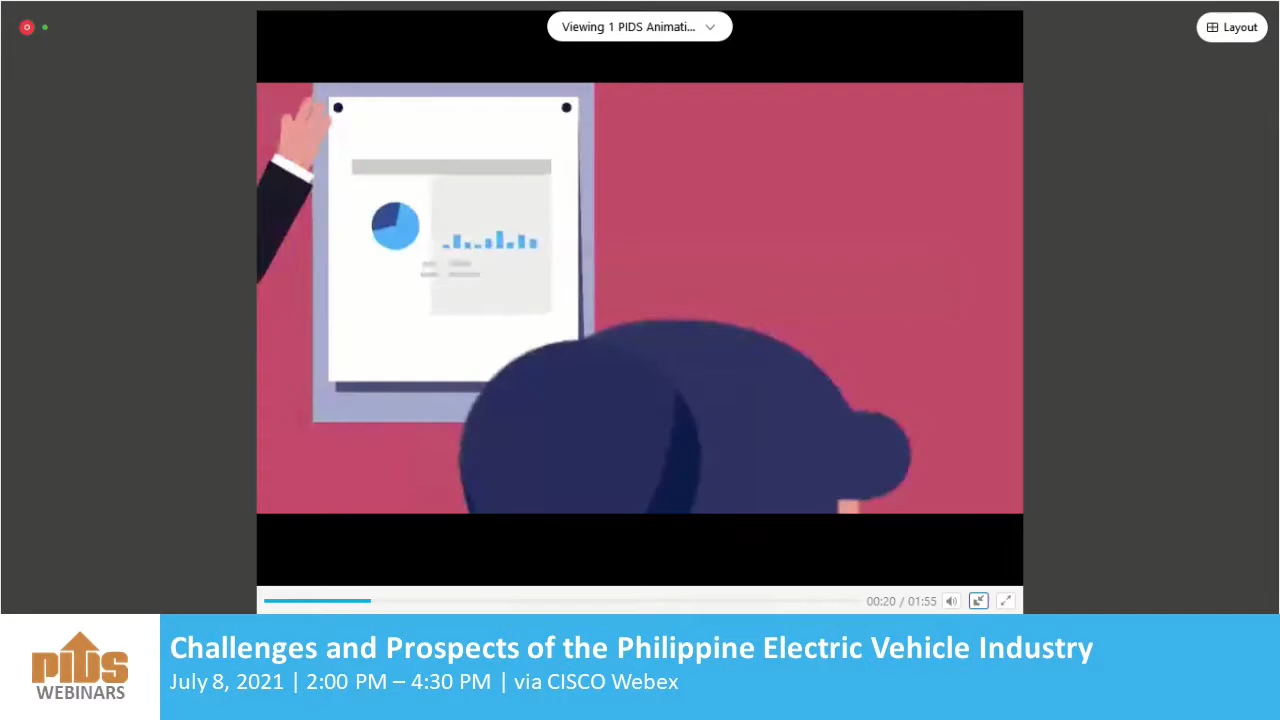 Viewing 1 PIDS Animati...
Layout
00:20 / 01:55
PIDS
WEBINARS
Challenges and Prospects of the Philippine Electric Vehicle Industry
July 8, 2021 | 2:00 PM – 4:30 PM | via CISCO Webex